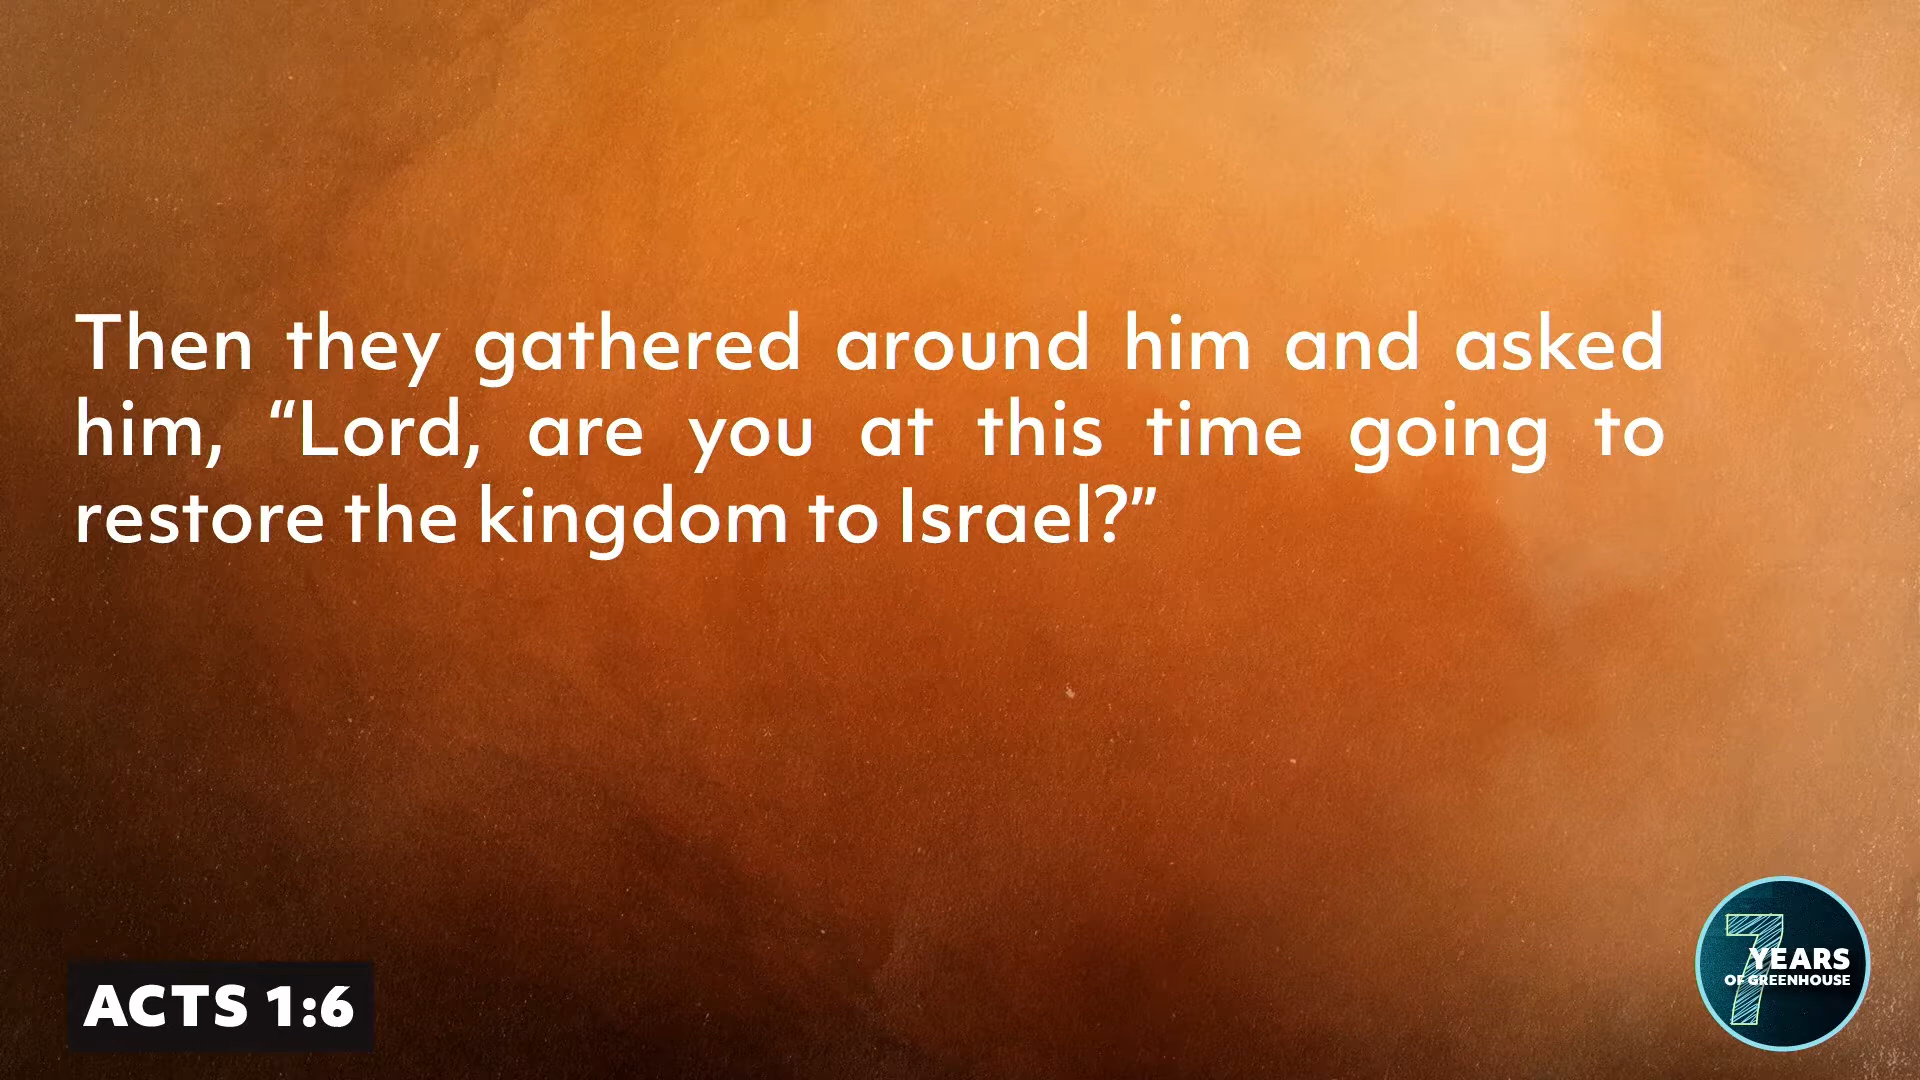 Then they gathered around him and asked
him, “Lord, are you at this time going to
restore the kingdom to Israel?”
ACTS 1:6
7
YEARS
OF GREENHOUSE